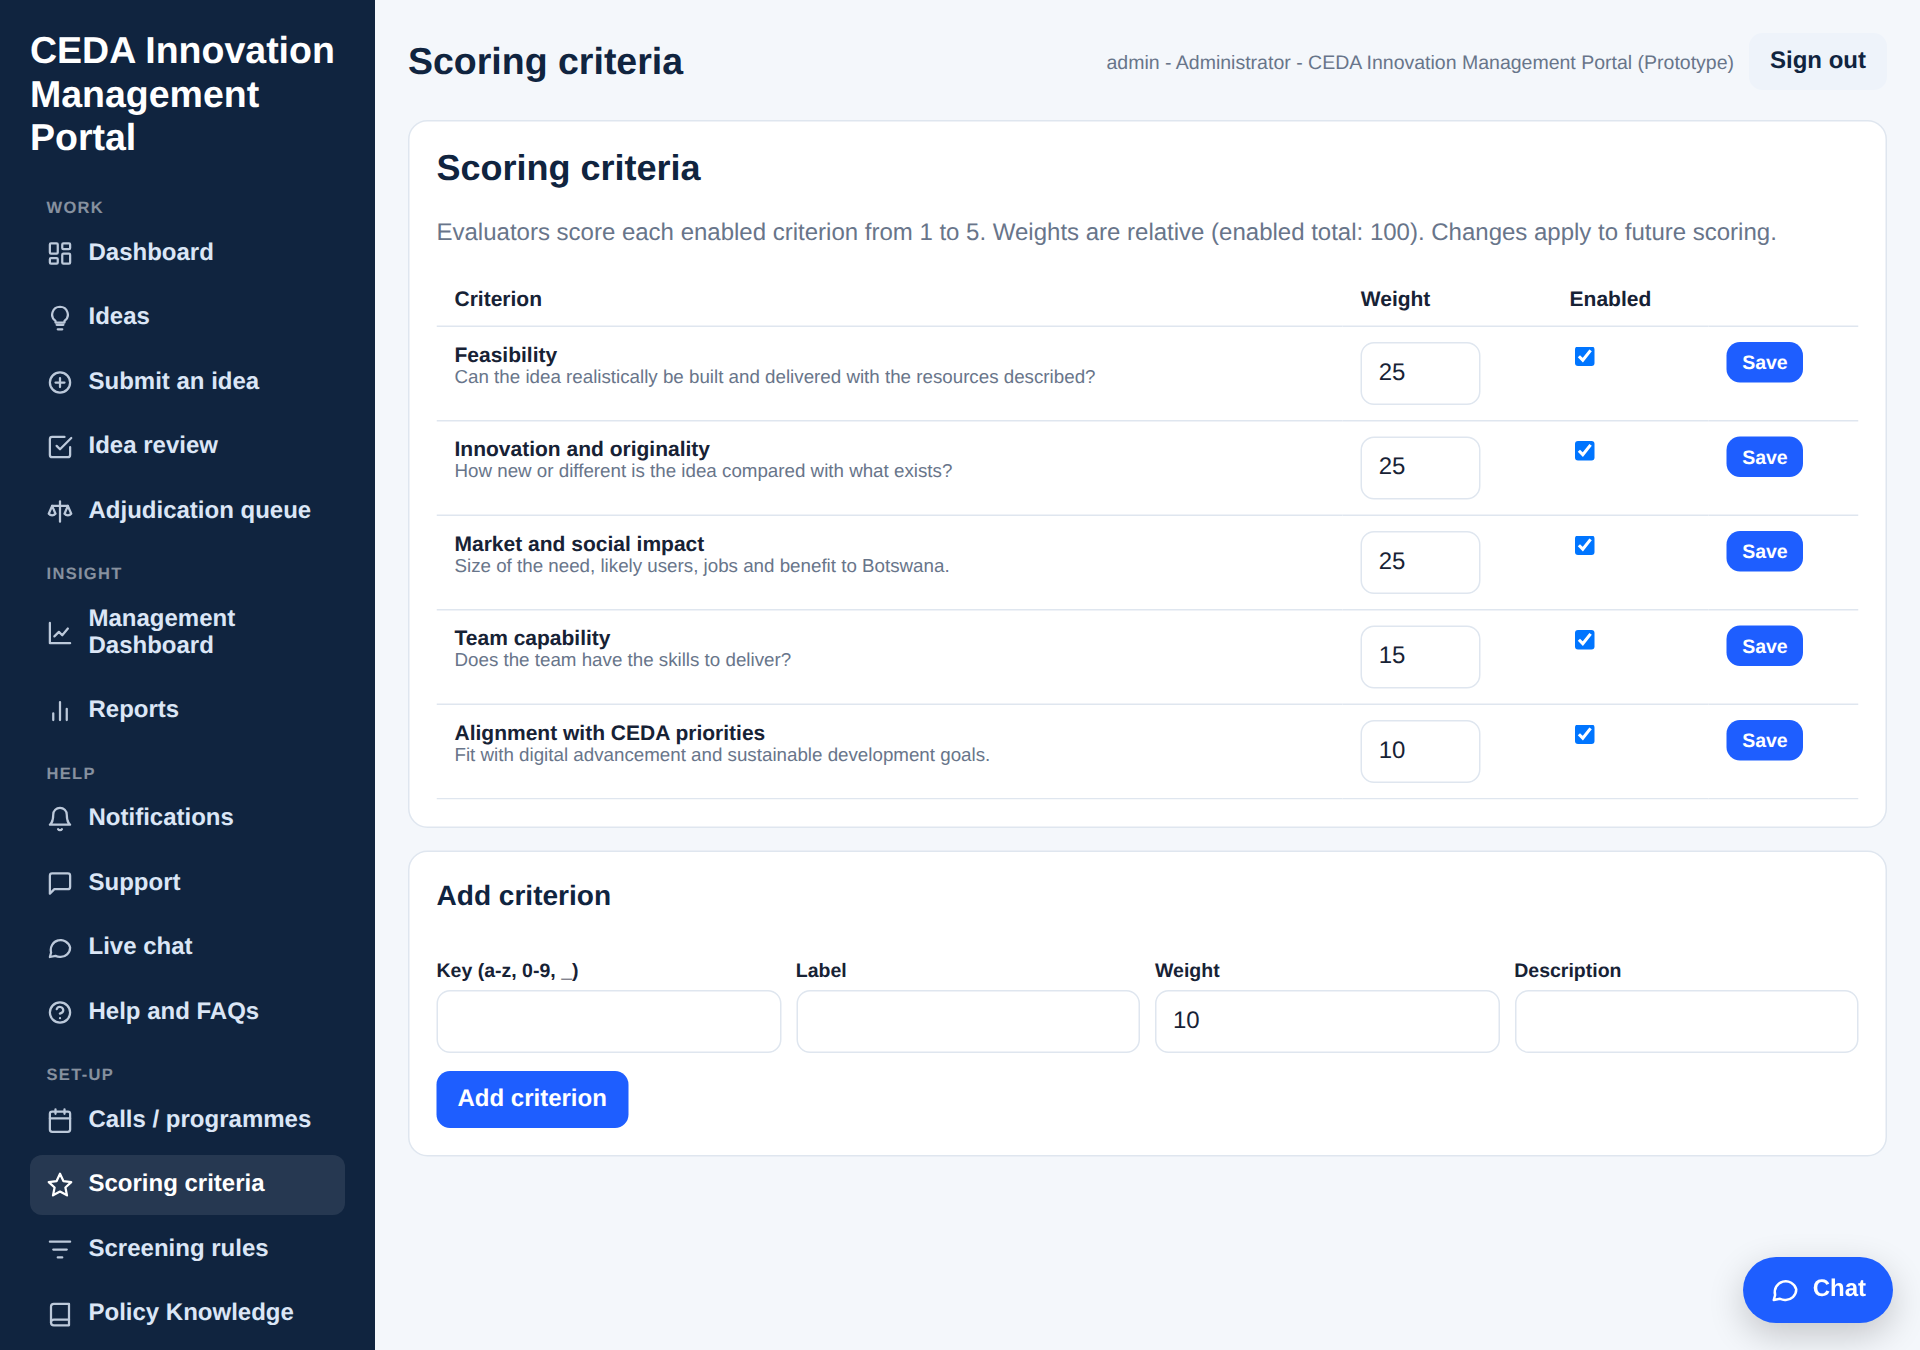 CEDA Innovation
Management
Portal
WORK
Dashboard
Ideas
Submit an idea
Idea review
Adjudication queue
INSIGHT
Management
Dashboard
Reports
HELP
Notifications
Support
Live chat
Help and FAQs
SET-UP
Calls / programmes
Scoring criteria
Screening rules
Policy Knowledge
Scoring criteria
admin - Administrator - CEDA Innovation Management Portal (Prototype)
Sign out
Scoring criteria
Evaluators score each enabled criterion from 1 to 5. Weights are relative (enabled total: 100). Changes apply to future scoring.
Criterion Weight Enabled
Feasibility
Can the idea realistically be built and delivered with the resources described?
25
Save
Innovation and originality
How new or different is the idea compared with what exists?
25
Save
Market and social impact
Size of the need, likely users, jobs and benefit to Botswana.
25
Save
Team capability
Does the team have the skills to deliver?
15
Save
Alignment with CEDA priorities
Fit with digital advancement and sustainable development goals.
10
Save
Add criterion
Key (a-z, 0-9, _) Label Weight Description
10
Add criterion
Chat